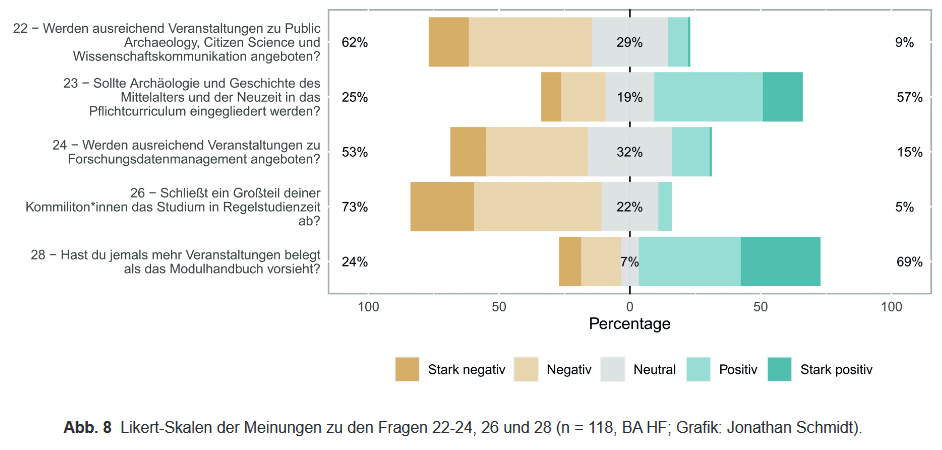 22 − Werden ausreichend Veranstaltungen zu Public
Archaeology, Citizen Science und
Wissenschaftskommunikation angeboten?
62%
29%
9%
23 − Sollte Archäologie und Geschichte des
Mittelalters und der Neuzeit in das
Pflichtcurriculum eingegliedert werden?
25%
19%
57%
24 − Werden ausreichend Veranstaltungen zu
Forschungsdatenmanagement angeboten?
53%
32%
15%
26 − Schließt ein Großteil deiner
Kommiliton*innen das Studium in Regelstudienzeit
ab?
73%
22%
5%
28 − Hast du jemals mehr Veranstaltungen belegt
als das Modulhandbuch vorsieht?
24%
7%
69%
100 50 0 50 100
Percentage
Stark negativ Negativ Neutral Positiv Stark positiv
Abb. 8 Likert-Skalen der Meinungen zu den Fragen 22-24, 26 und 28 (n = 118, BA HF; Grafik: Jonathan Schmidt).